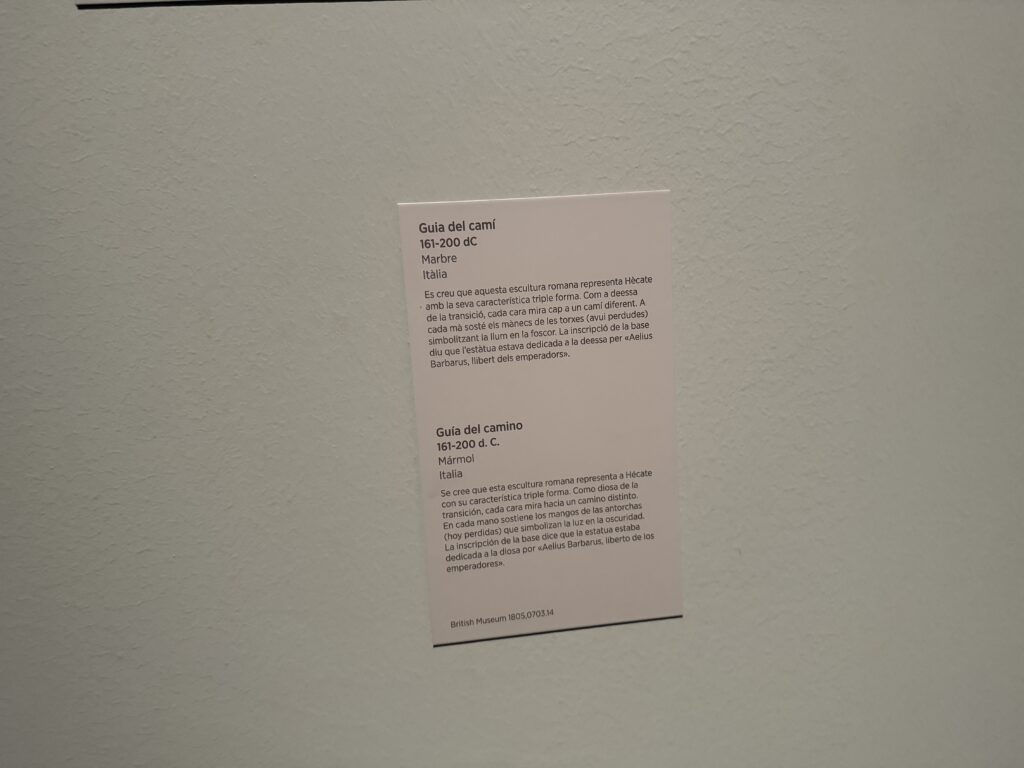 Guia del camí
161-200 dC
Marbre
Itàlia
Es creu que aquesta escultura romana representa Hècate
amb la seva característica triple forma. Com a deessa
de la transició, cada cara mira cap a un camí diferent. A
cada mà sosté els mànecs de les torxes (avui perdudes)
simbolitzant la llum en la foscor. La inscripció de la base
diu que l'estàtua estava dedicada a la deessa per «Aelius
Barbarus, llibert dels emperadors».
Guía del camino
161-200 d. C.
Mármol
Italia
Se cree que esta escultura romana representa a Hécate
con su característica triple forma. Como diosa de la
transición, cada cara mira hacia un camino distinto.
En cada mano sostiene los mangos de las antorchas
(hoy perdidas) que simbolizan la luz en la oscuridad.
La inscripción de la base dice que la estatua estaba
dedicada a la diosa por «Aelius Barbarus, liberto de los
emperadores».
British Museum 1805,0703.14